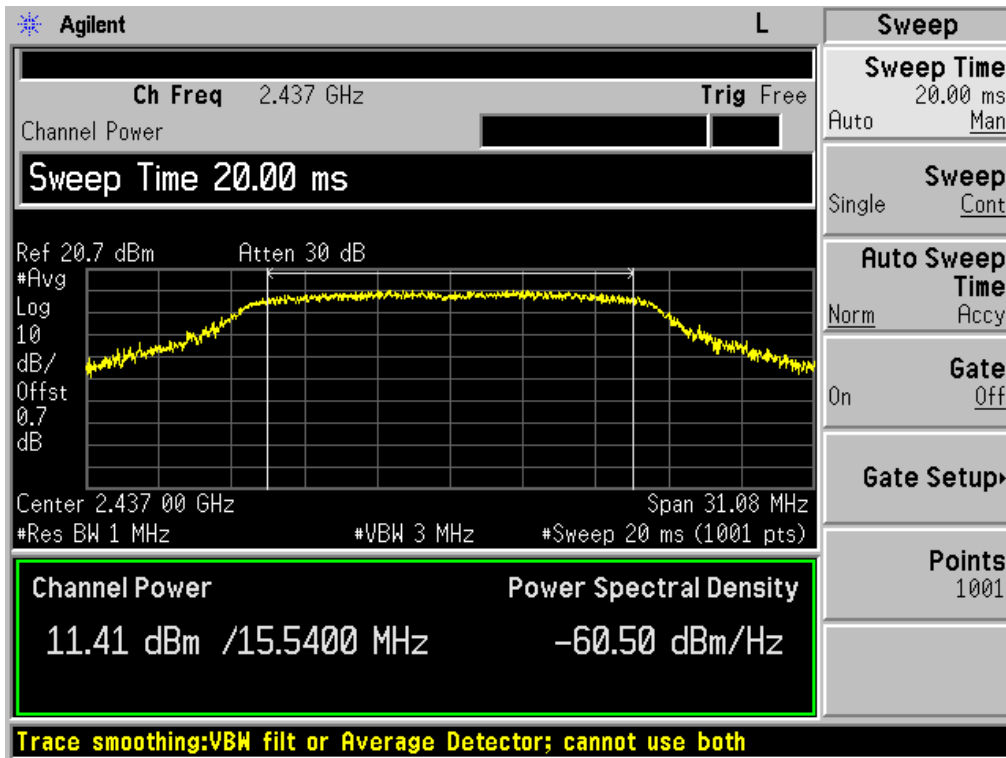 Agilent L
Ch Freq 2.437 GHz Trig Free
Channel Power
Sweep Time 20.00 ms
Ref 20.7 dBm Atten 30 dB
#Avg
Log
10
dB/
Offst
0.7
dB
Center 2.437 00 GHz Span 31.08 MHz
#Res BW 1 MHz #VBW 3 MHz #Sweep 20 ms (1001 pts)
Channel Power Power Spectral Density
11.41 dBm /15.5400 MHz -60.50 dBm/Hz
Trace smoothing:VBW filt or Average Detector; cannot use both
Sweep
Sweep Time
20.00 ms
Auto Man
Sweep
Single Cont
Auto Sweep
Time
Norm Accy
Gate
On Off
Gate Setup
Points
1001